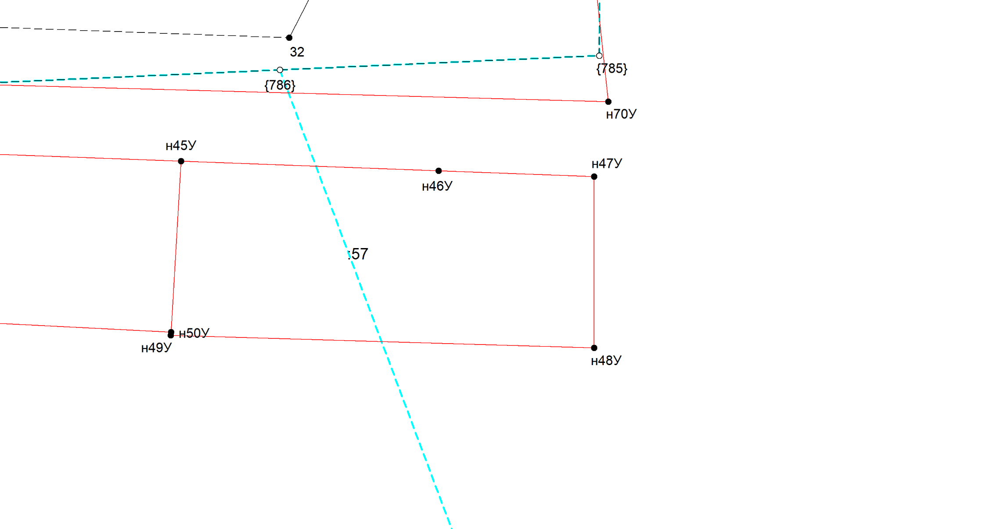 32
{785}
{786}
н70У
н45У
н47У
н46У
:57
н50У
н49У
н48У